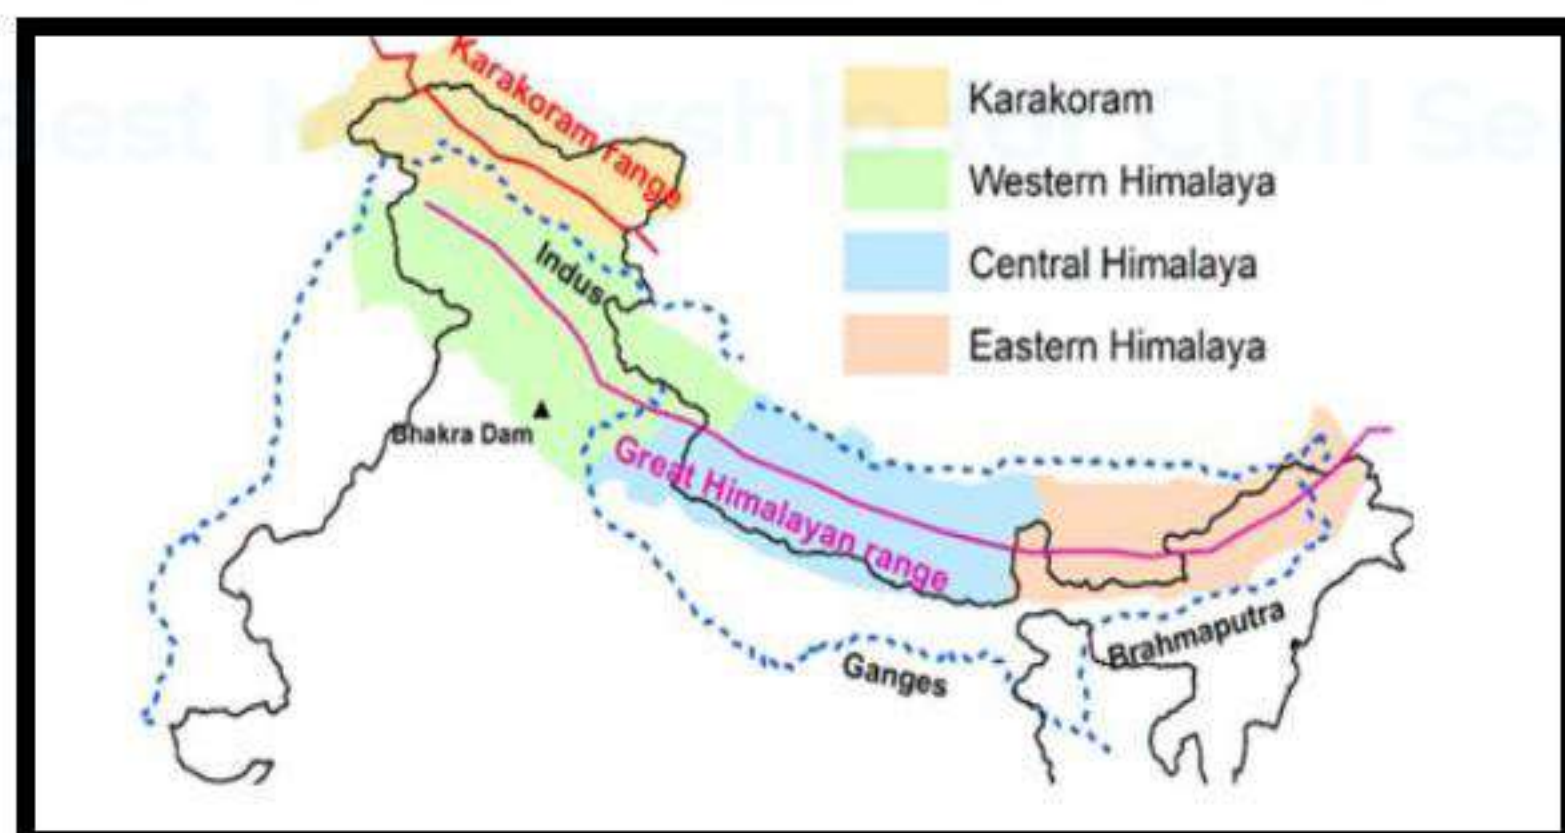 Karakoram range
Karakoram
Western Himalaya
Central Himalaya
Eastern Himalaya
Indus
Bhakra Dam
Great Himalayan range
Brahmaputra
Ganges